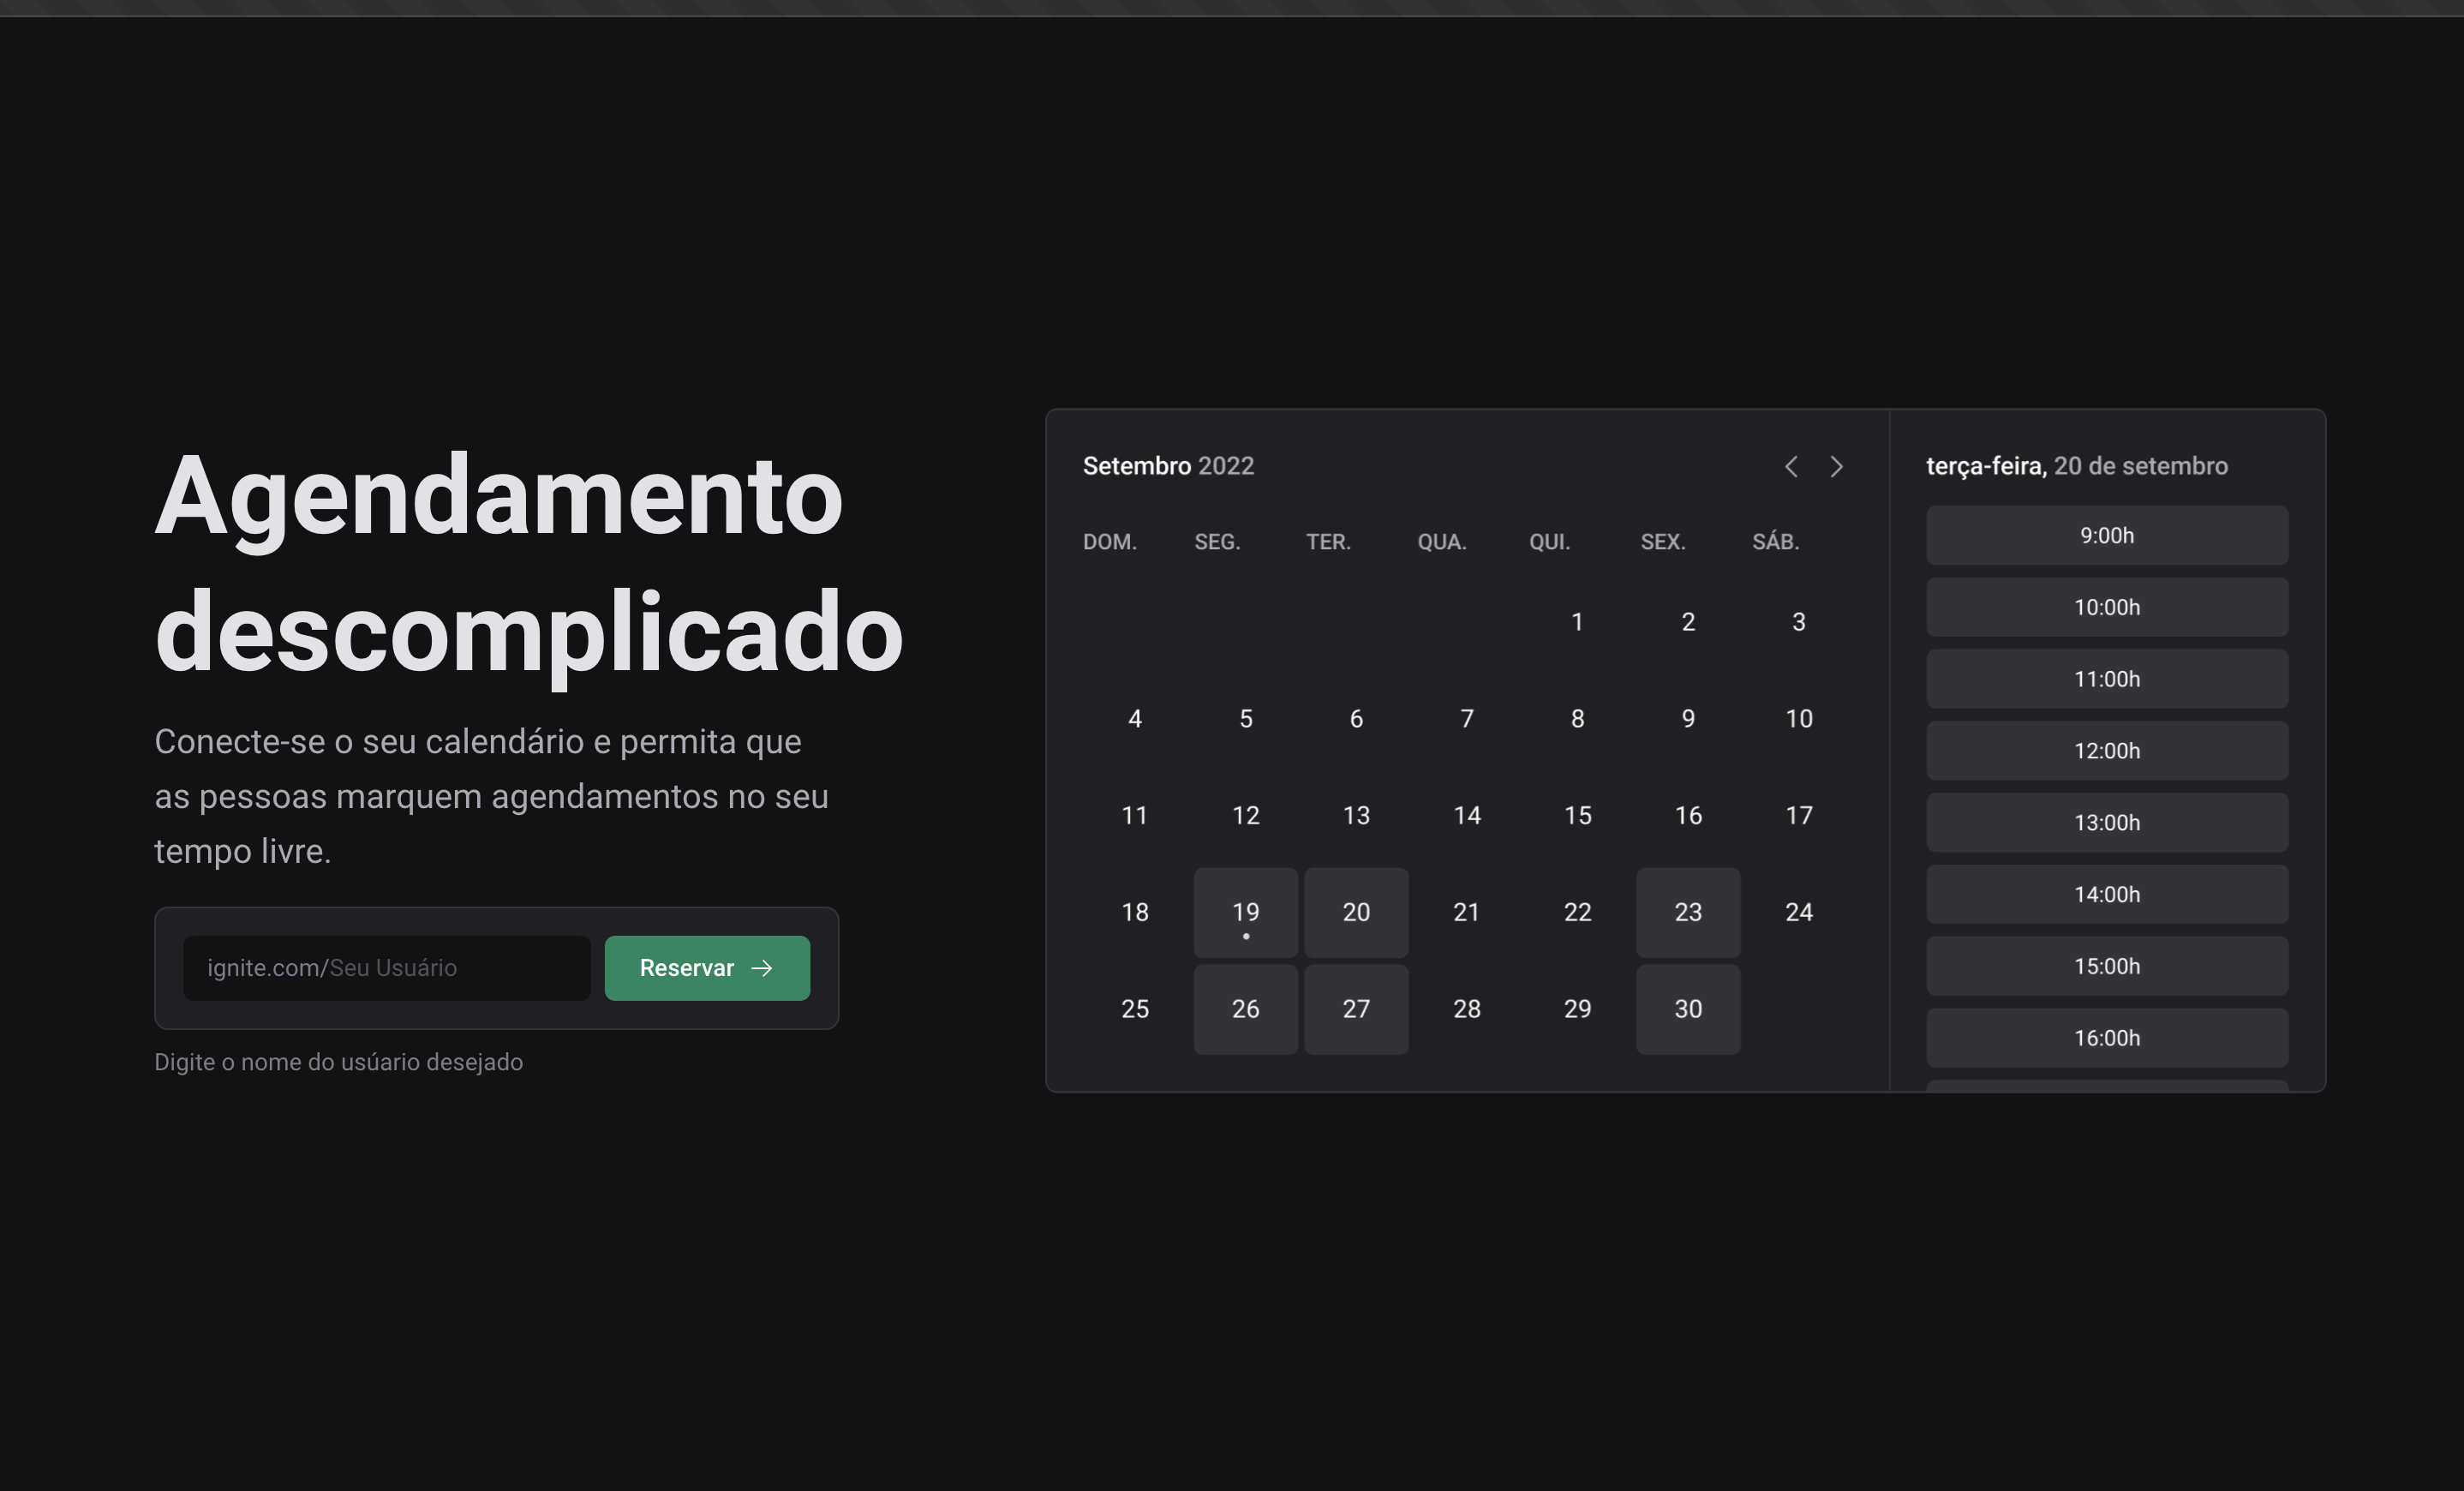 Agendamento
descomplicado
Conecte-se o seu calendário e permita que
as pessoas marquem agendamentos no seu
tempo livre.
ignite.com/Seu Usuário
Reservar
Digite o nome do usúario desejado
Setembro 2022
DOM. SEG. TER. QUA. QUI. SEX. SÁB.
1 2 3
4 5 6 7 8 9 10
11 12 13 14 15 16 17
18 19 20 21 22 23 24
25 26 27 28 29 30
terça-feira, 20 de setembro
9:00h
10:00h
11:00h
12:00h
13:00h
14:00h
15:00h
16:00h